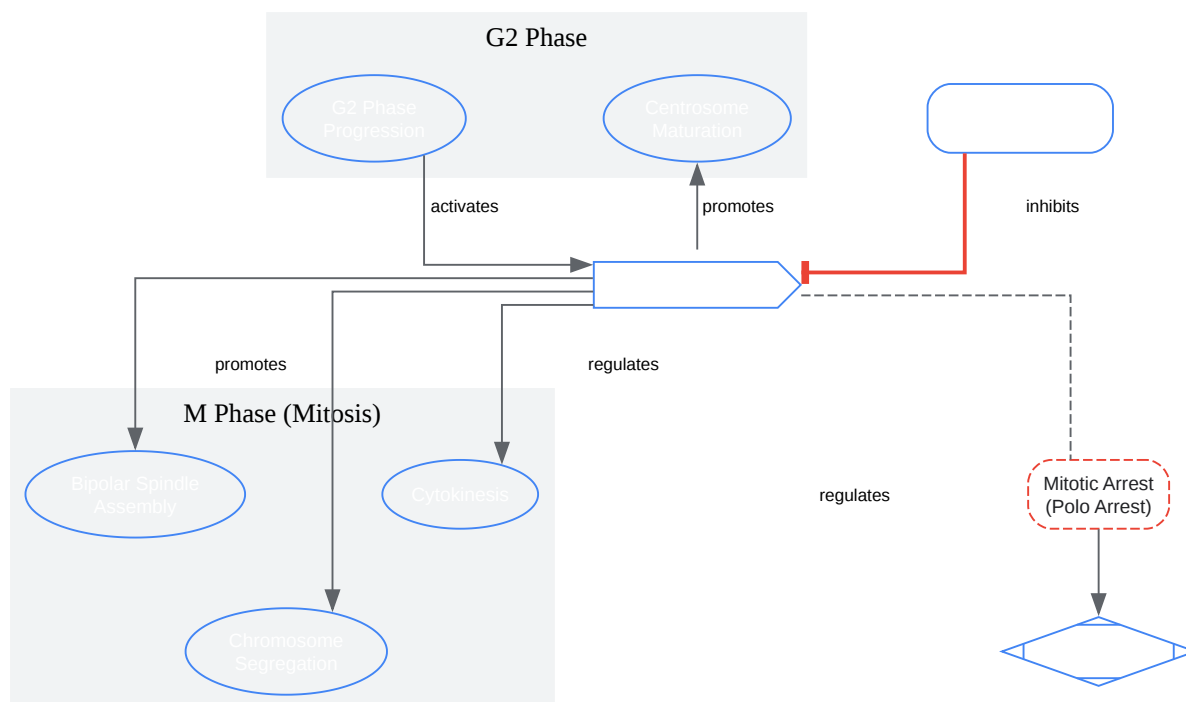 G2 Phase
G2 Phase
Progression
Centrosome
Maturation
activates
promotes
inhibits
promotes
regulates
M Phase (Mitosis)
Bipolar Spindle
Assembly
Cytokinesis
Mitotic Arrest
(Polo Arrest)
regulates
Chromosome
Segregation